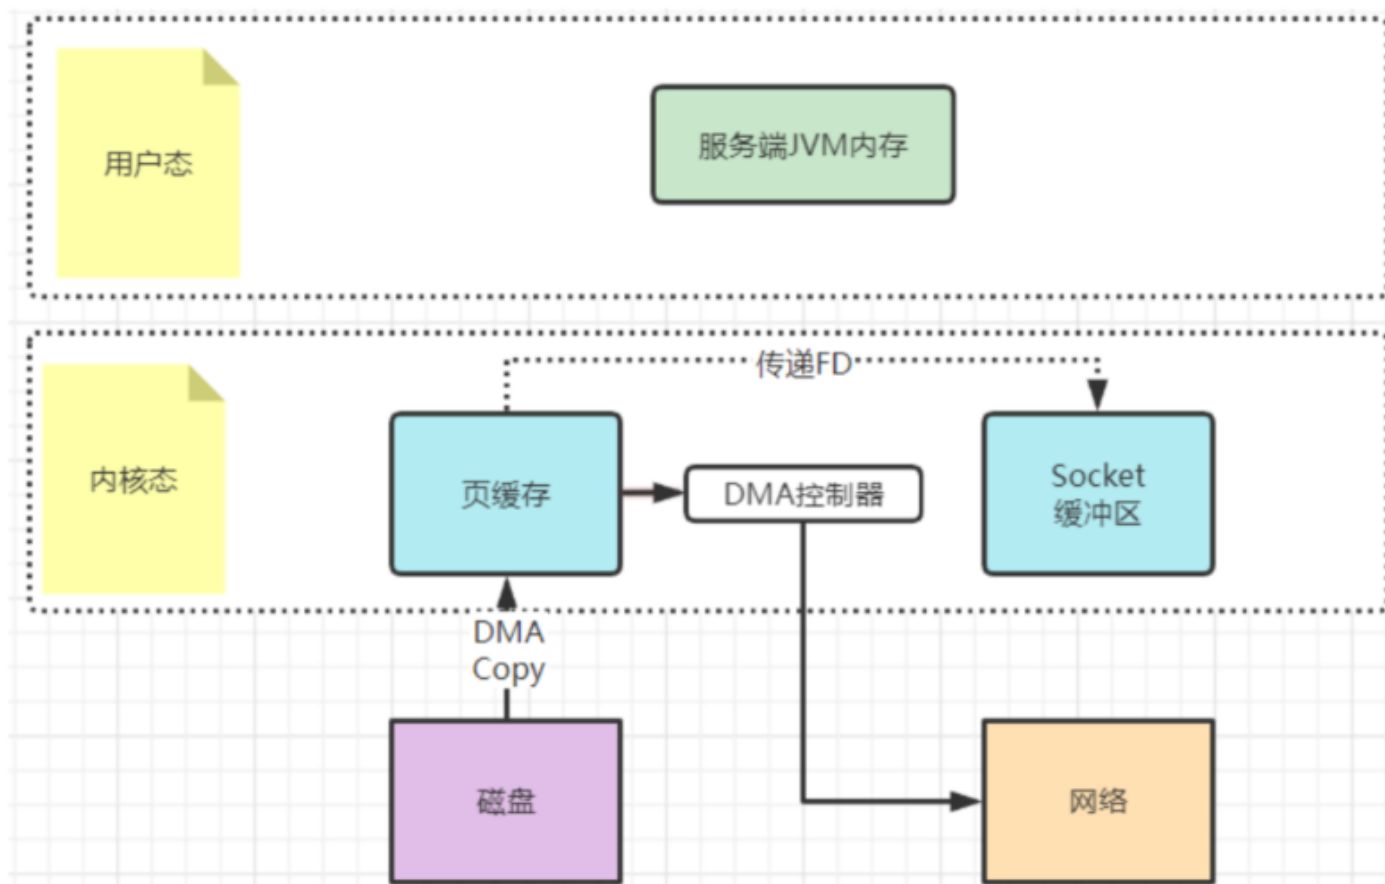 用户态
服务端JVM内存
传递FD
内核态
页缓存
DMA控制器
Socket
缓冲区
DMA
Copy
磁盘
网络